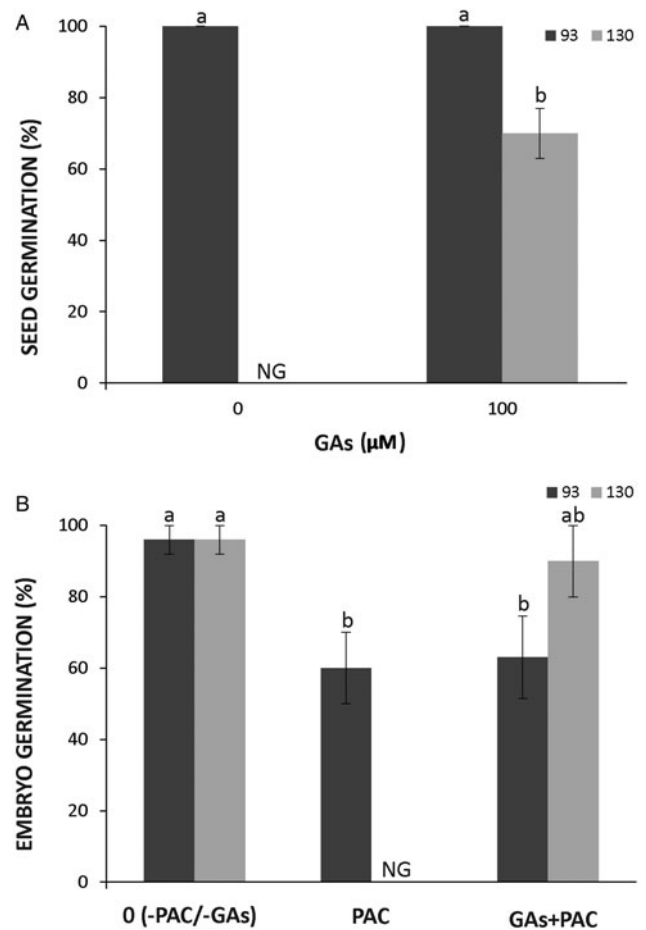 A
SEED GERMINATION (%)
100
80
60
40
20
0
a
NG
a
b
93 130
0 100
GAs (µM)
B
EMBRYO GERMINATION (%)
100
80
60
40
20
0
93 130
a a
b
NG
b
ab
0 (-PAC/-GAs) PAC GAs+PAC